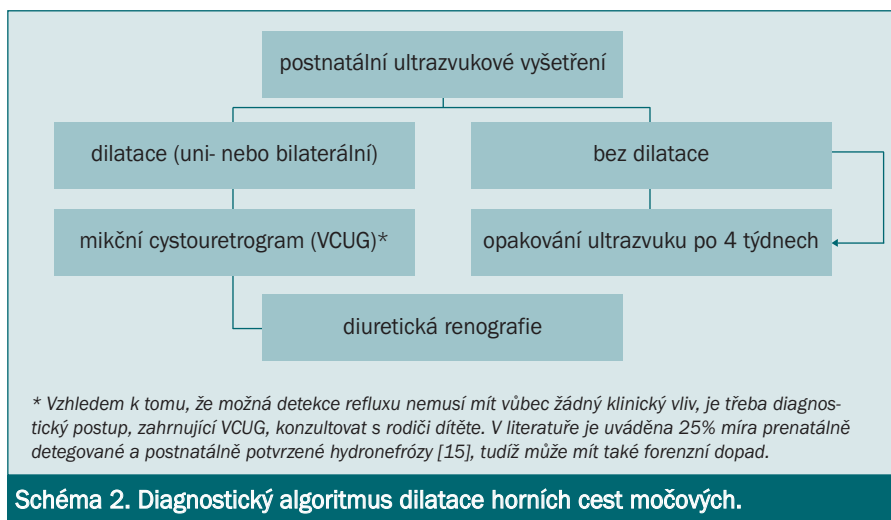 postnatální ultrazvukové vyšetření
dilatace (uni- nebo bilaterální)
bez dilatace
mikční cystouretrogram (VCUG)*
opakování ultrazvuku po 4 týdnech
diuretická renografie
* Vzhledem k tomu, že možná detekce refluxu nemusí mít vůbec žádný klinický vliv, je třeba diagnos-
tický postup, zahrnující VCUG, konzultovat s rodiči dítěte. V literatuře je uváděna 25% míra prenatálně
detegované a postnatálně potvrzené hydronefrózy [15], tudíž může mít také forenzní dopad.
Schéma 2. Diagnostický algoritmus dilatace horních cest močových.